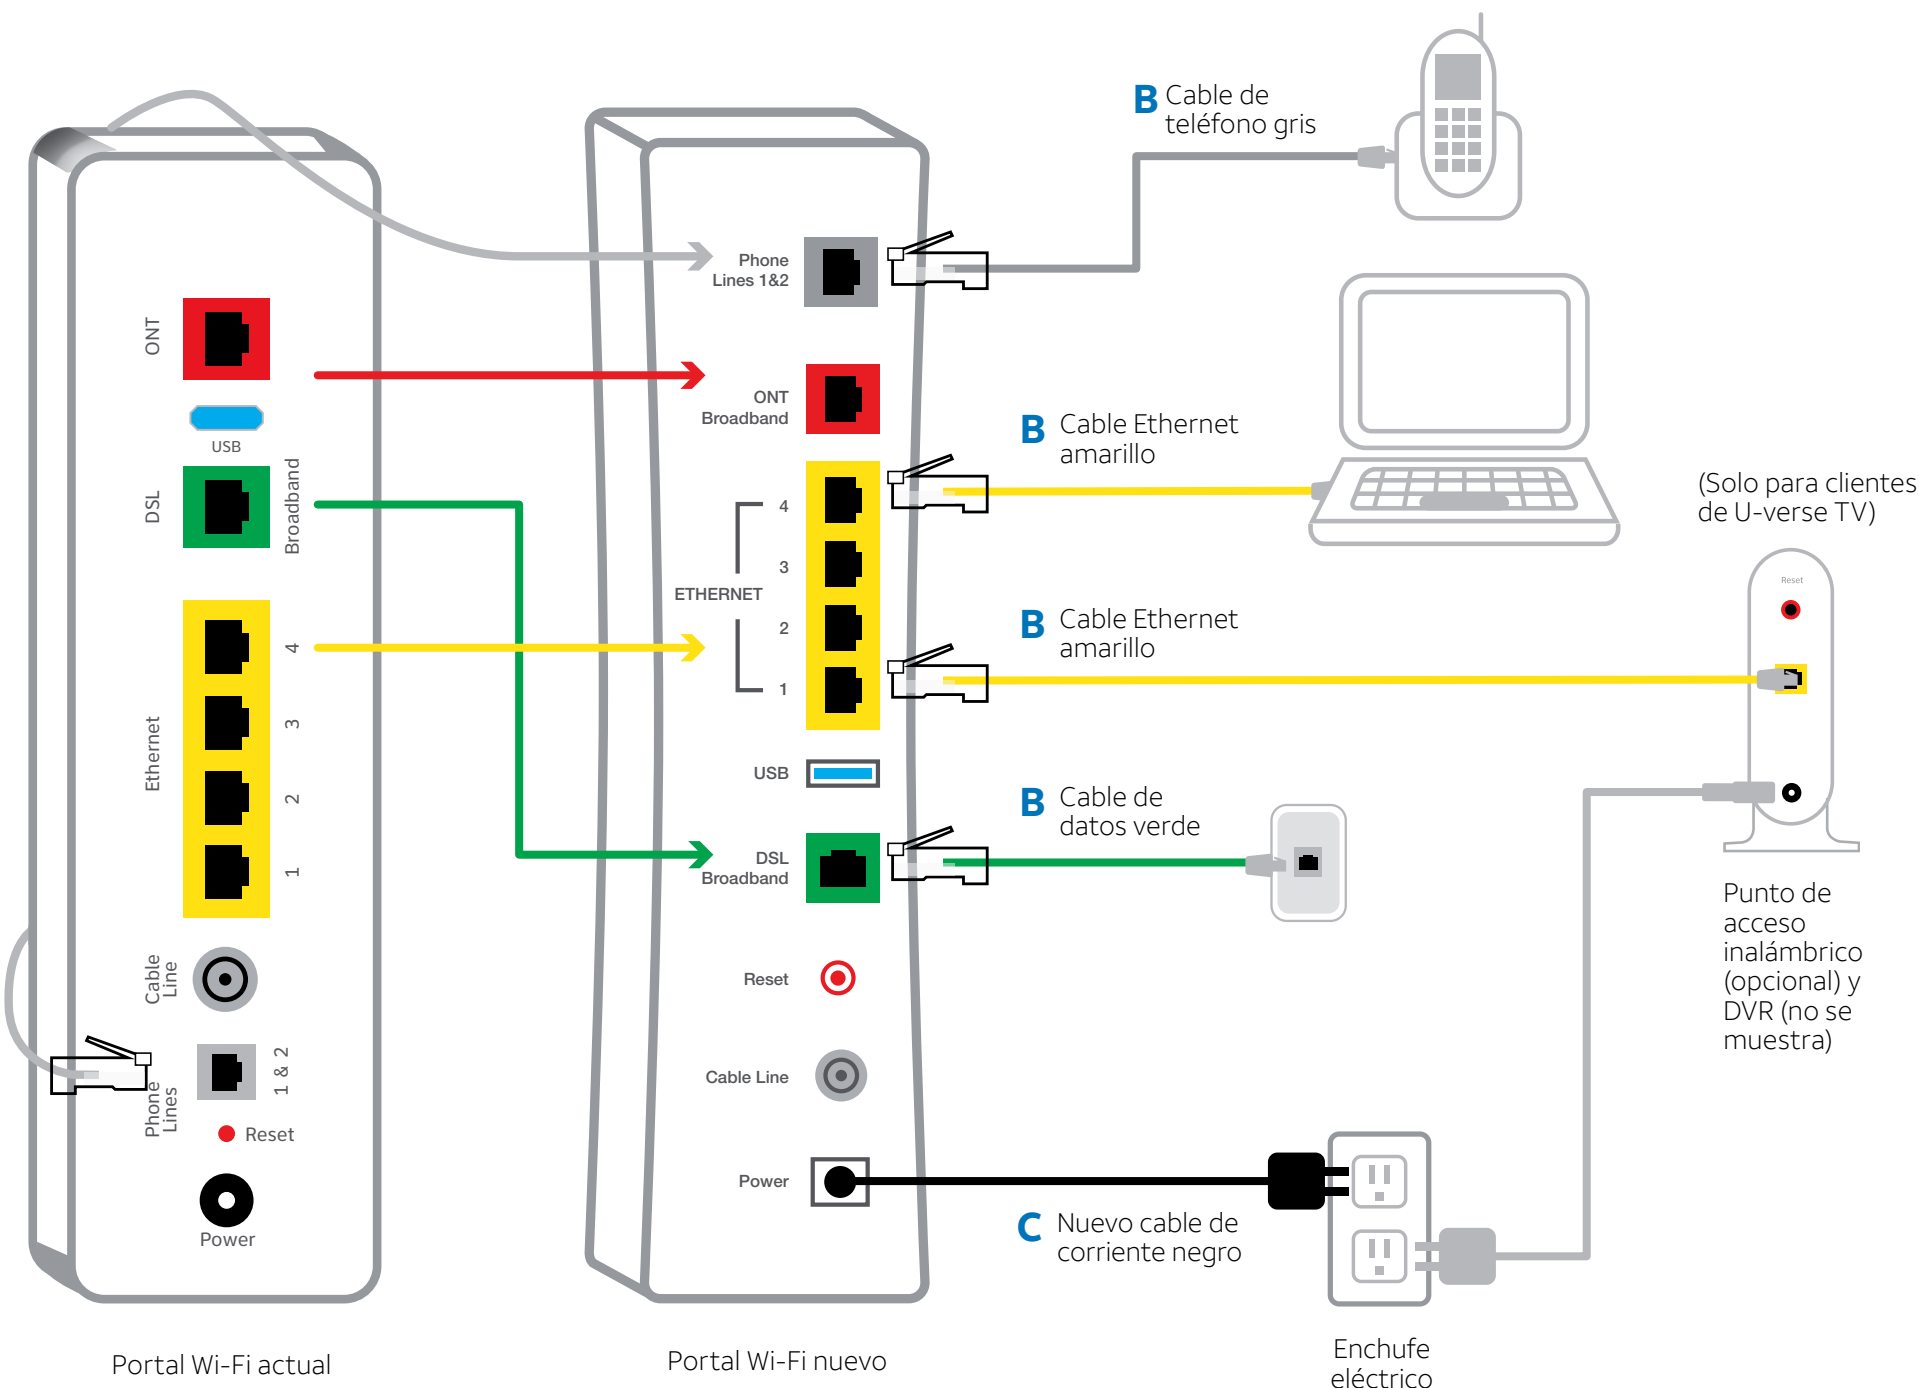 B Cable de
teléfono gris
Phone
Lines 1&2
ONT
USB
DSL
Broadband
Ethernet
4
3
2
1
Cable
Line
Phone
Lines
1 & 2
Reset
Power
Portal Wi-Fi actual
ONT
Broadband
ETHERNET
4
3
2
1
USB
DSL
Broadband
Reset
Cable Line
Power
Portal Wi-Fi nuevo
B Cable Ethernet
amarillo
B Cable Ethernet
amarillo
B Cable de
datos verde
C Nuevo cable de
corriente negro
Enchufe
eléctrico
(Solo para clientes
de U-verse TV)
Reset
Punto de
acceso
inalámbrico
(opcional) y
DVR (no se
muestra)